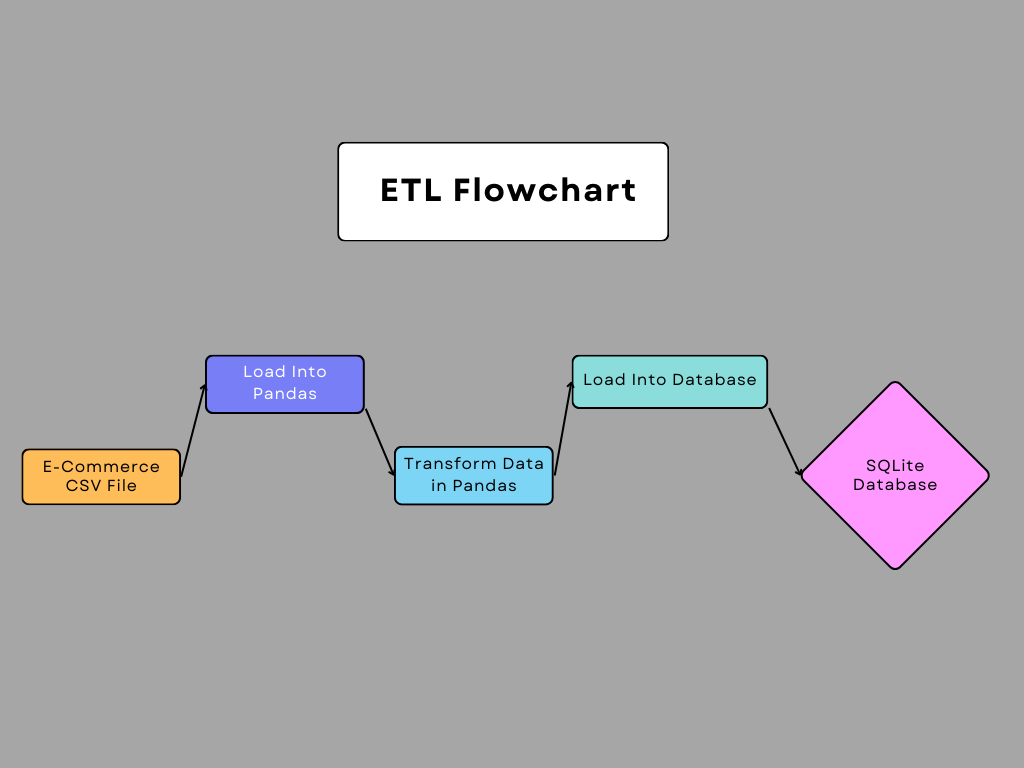 ETL Flowchart
Load Into
Pandas
Load Into Database
E-Commerce
CSV File
Transform Data
in Pandas
SQLite
Database